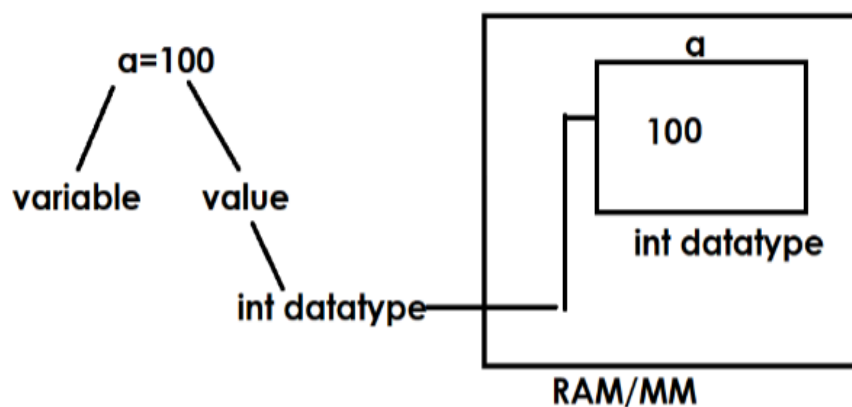 a=100
variable
value
int datatype
a
100
int datatype
RAM/MM